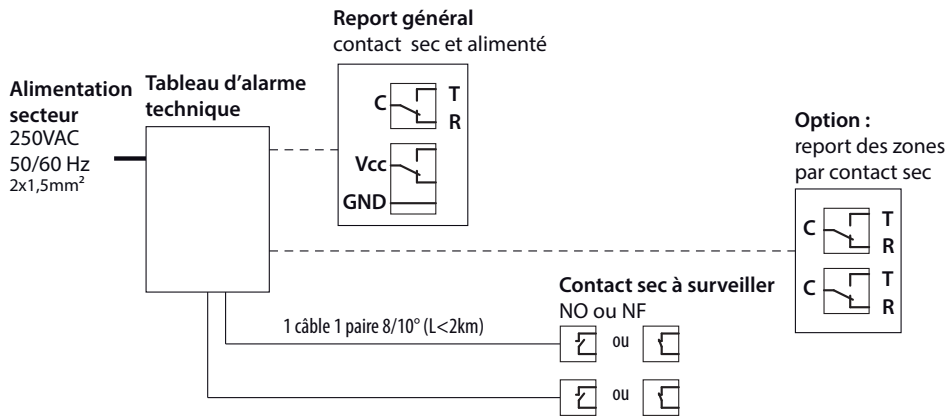 Report général
contact sec et alimenté
Alimentation
secteur
250VAC
50/60 Hz
2x1,5mm²
Tableau d'alarme
technique
C
T
R
Vcc
GND
Option :
report des zones
par contact sec
C
T
R
C
T
R
Contact sec à surveiller
NO ou NF
1 câble 1 paire 8/10° (L<2km)
ou
ou